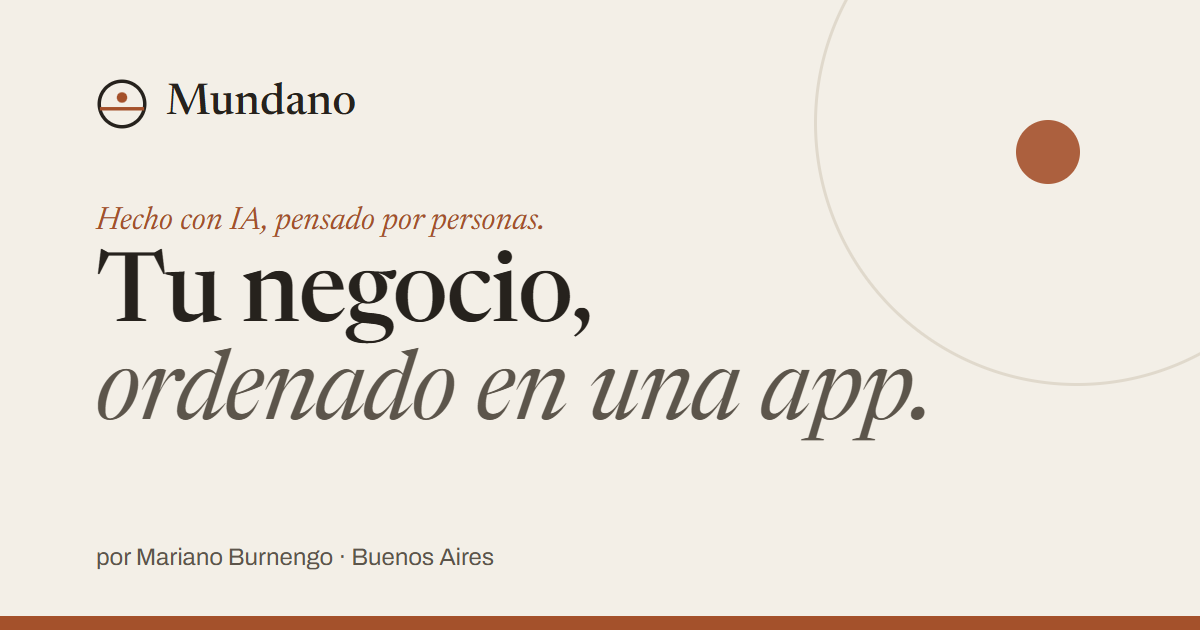 Mundano
Hecho con IA, pensado por personas.
Tu negocio,
ordenado en una app.
por Mariano Burnengo · Buenos Aires